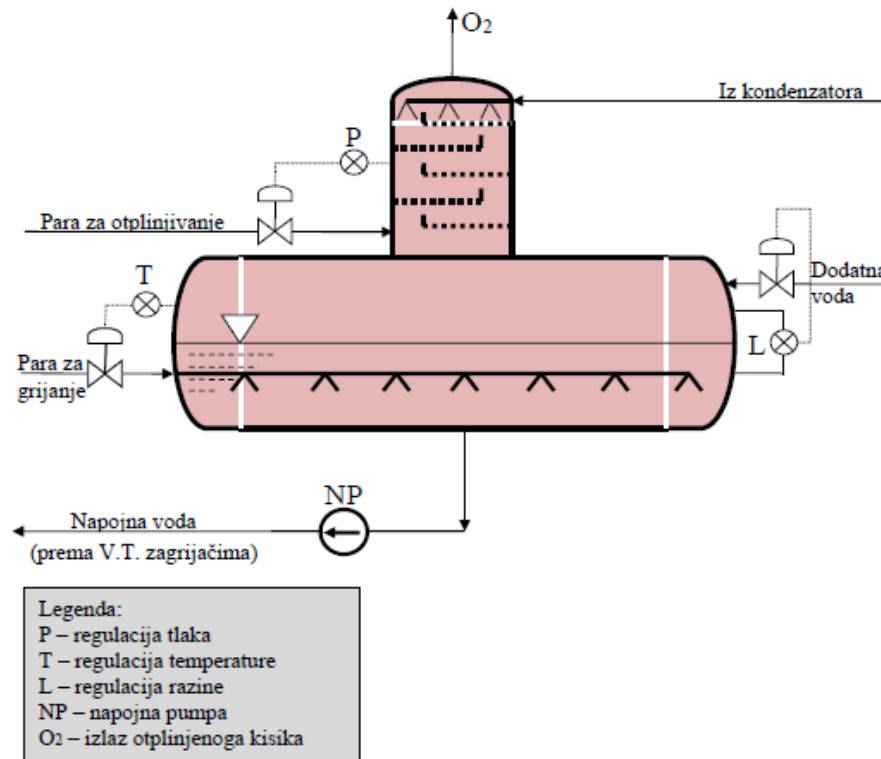 O2
Iz kondenzatora
P
Para za otplinjivanje
T
Dodatna
voda
L
Para za
grijanje
NP
Napojna voda
(prema V.T. zagrijačima)
Legenda:
P – regulacija tlaka
T – regulacija temperature
L – regulacija razine
NP – napojna pumpa
O2 – izlaz otplinjenoga kisika